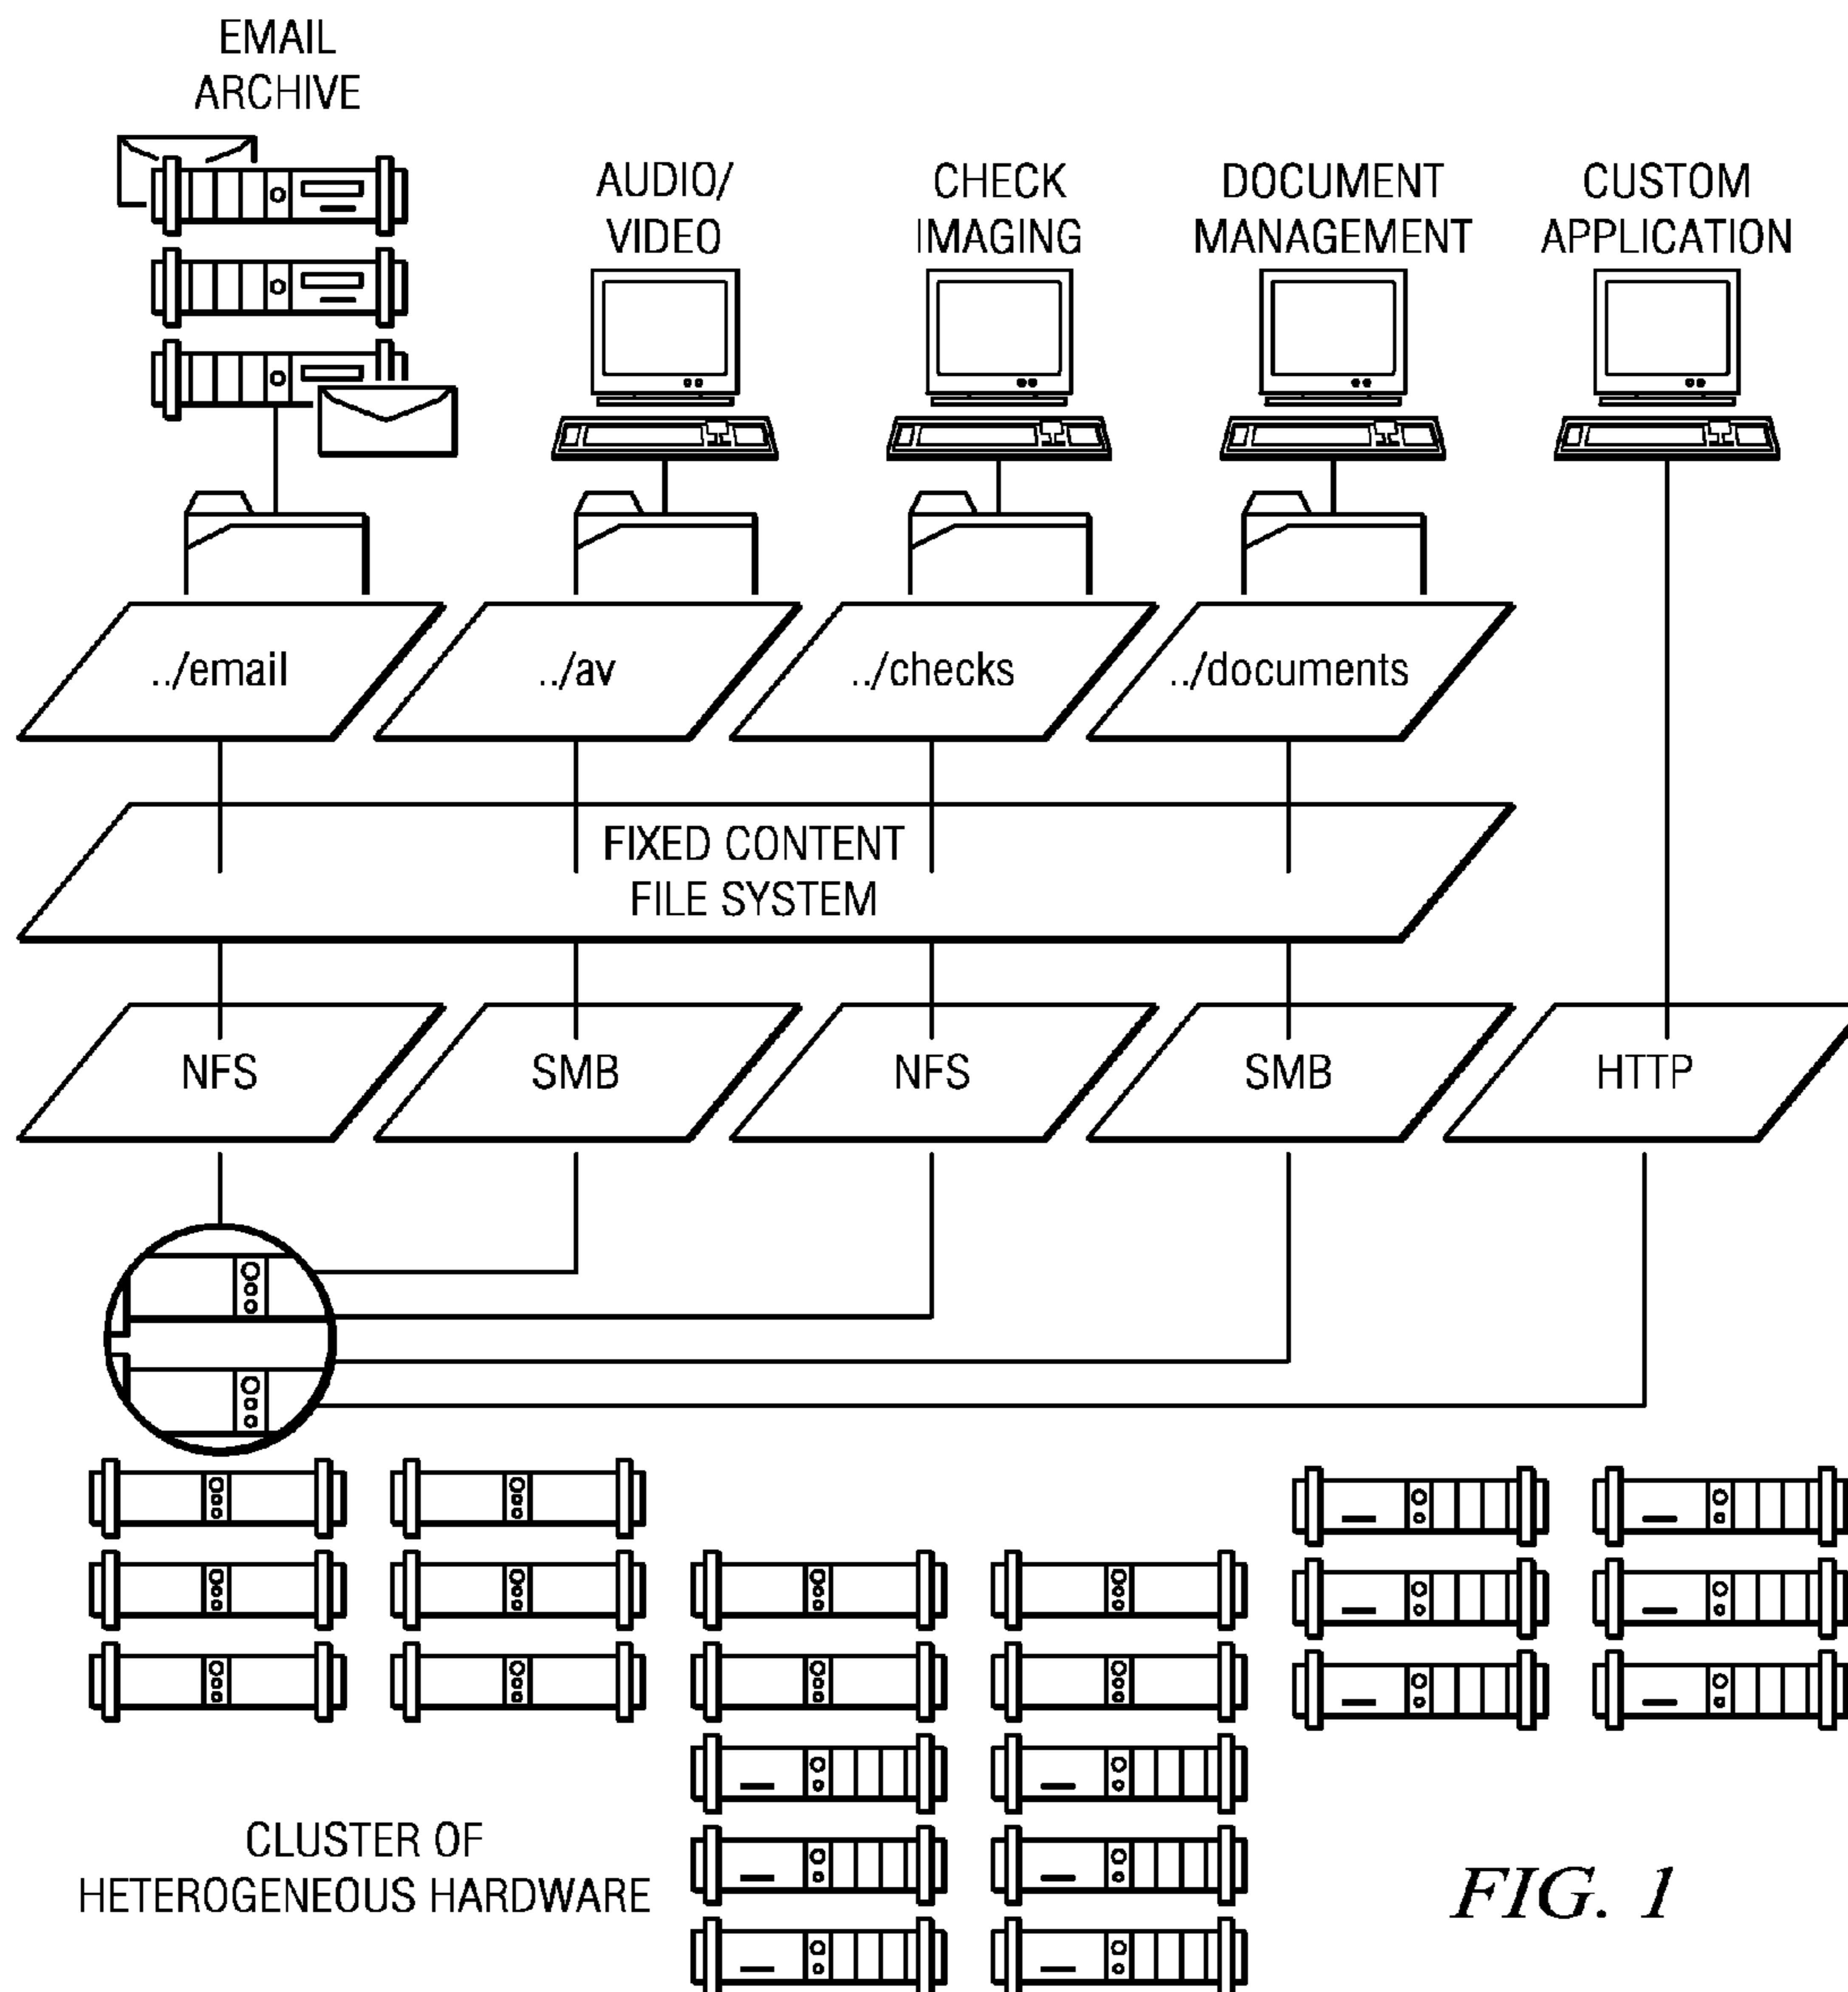 EMAIL
ARCHIVE
AUDIO/
VIDEO
CHECK
IMAGING
DOCUMENT
MANAGEMENT
CUSTOM
APPLICATION
../email
../av
../checks
../documents
FIXED CONTENT
FILE SYSTEM
NFS
SMB
NFS
SMB
HTTP
CLUSTER OF
HETEROGENEOUS HARDWARE
FIG. 1